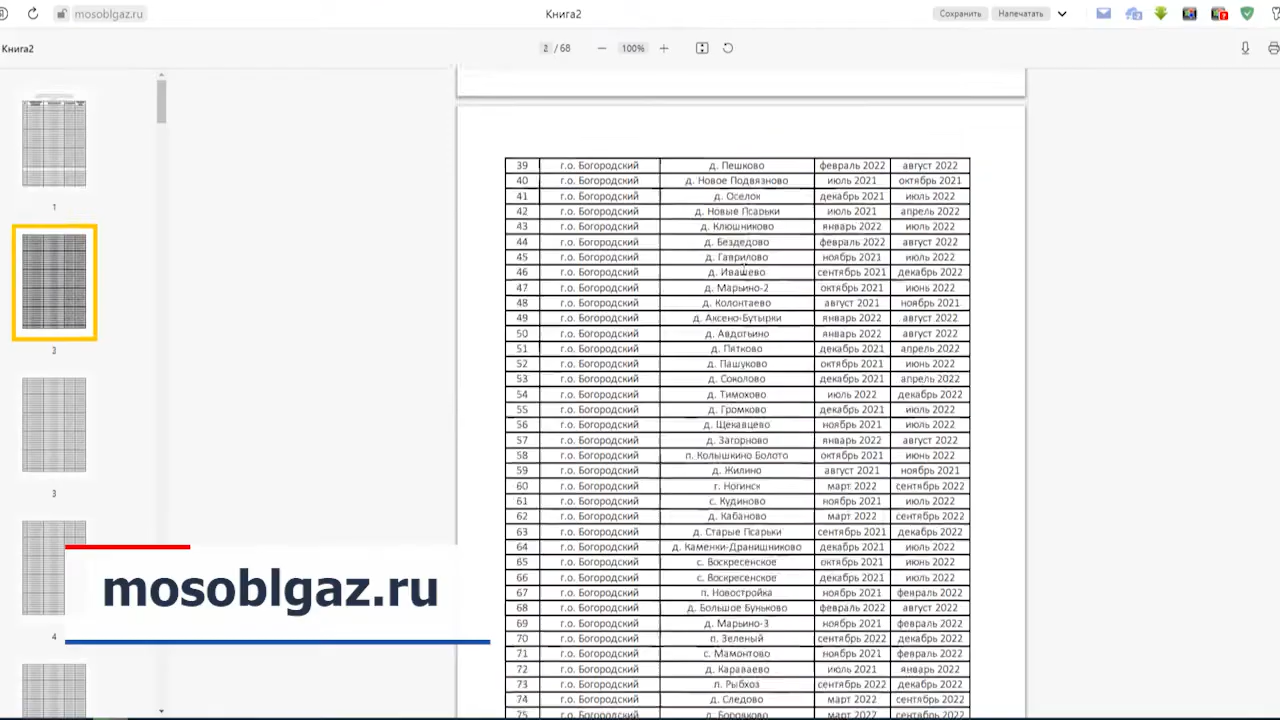 mosoblgaz.ru
Книга2
Сохранить
Напечатать
Книга2
2 / 68
100%
39 г.о. Богородский д. Пешково февраль 2022 август 2022
40 г.о. Богородский д. Новое Подвязново июль 2021 октябрь 2021
41 г.о. Богородский д. Оселок декабрь 2021 июль 2022
42 г.о. Богородский д. Новые Псарьки июль 2021 апрель 2022
43 г.о. Богородский д. Клюшниково январь 2022 июль 2022
44 г.о. Богородский д. Бездедово февраль 2022 август 2022
45 г.о. Богородский д. Гаврилово ноябрь 2021 июль 2022
46 г.о. Богородский д. Ивашево сентябрь 2021 декабрь 2022
47 г.о. Богородский д. Марьино-2 октябрь 2021 июнь 2022
48 г.о. Богородский д. Колонтаево август 2021 ноябрь 2021
49 г.о. Богородский д. Аксено-Бутырки январь 2022 август 2022
50 г.о. Богородский д. Авдотьино январь 2022 август 2022
51 г.о. Богородский д. Пятково декабрь 2021 апрель 2022
52 г.о. Богородский д. Пашуково октябрь 2021 июнь 2022
53 г.о. Богородский д. Соколово декабрь 2021 апрель 2022
54 г.о. Богородский д. Тимохово июль 2022 декабрь 2022
55 г.о. Богородский д. Громково декабрь 2021 июль 2022
56 г.о. Богородский д. Щекавцево ноябрь 2021 июль 2022
57 г.о. Богородский д. Загорново январь 2022 август 2022
58 г.о. Богородский п. Колышкино Болото октябрь 2021 июнь 2022
59 г.о. Богородский д. Жилино август 2021 ноябрь 2021
60 г.о. Богородский г. Ногинск март 2022 сентябрь 2022
61 г.о. Богородский с. Кудиново ноябрь 2021 июль 2022
62 г.о. Богородский д. Кабаново март 2022 сентябрь 2022
63 г.о. Богородский д. Старые Псарьки сентябрь 2021 декабрь 2022
64 г.о. Богородский д. Каменки-Дранишниково декабрь 2021 июль 2022
65 г.о. Богородский с. Воскресенское октябрь 2021 июнь 2022
66 г.о. Богородский с. Воскресенское декабрь 2021 июль 2022
67 г.о. Богородский п. Новостройка ноябрь 2021 февраль 2022
68 г.о. Богородский д. Большое Буньково февраль 2022 август 2022
69 г.о. Богородский д. Марьино-3 ноябрь 2021 февраль 2022
70 г.о. Богородский п. Зеленый сентябрь 2022 декабрь 2022
71 г.о. Богородский с. Мамонтово ноябрь 2021 февраль 2022
72 г.о. Богородский д. Караваево июль 2021 январь 2022
73 г.о. Богородский п. Рыбхоз сентябрь 2022 декабрь 2022
74 г.о. Богородский д. Следово март 2022 сентябрь 2022
75 г.о. Богородский д. Боровково март 2022 сентябрь 2022
1
2
3
4
mosoblgaz.ru